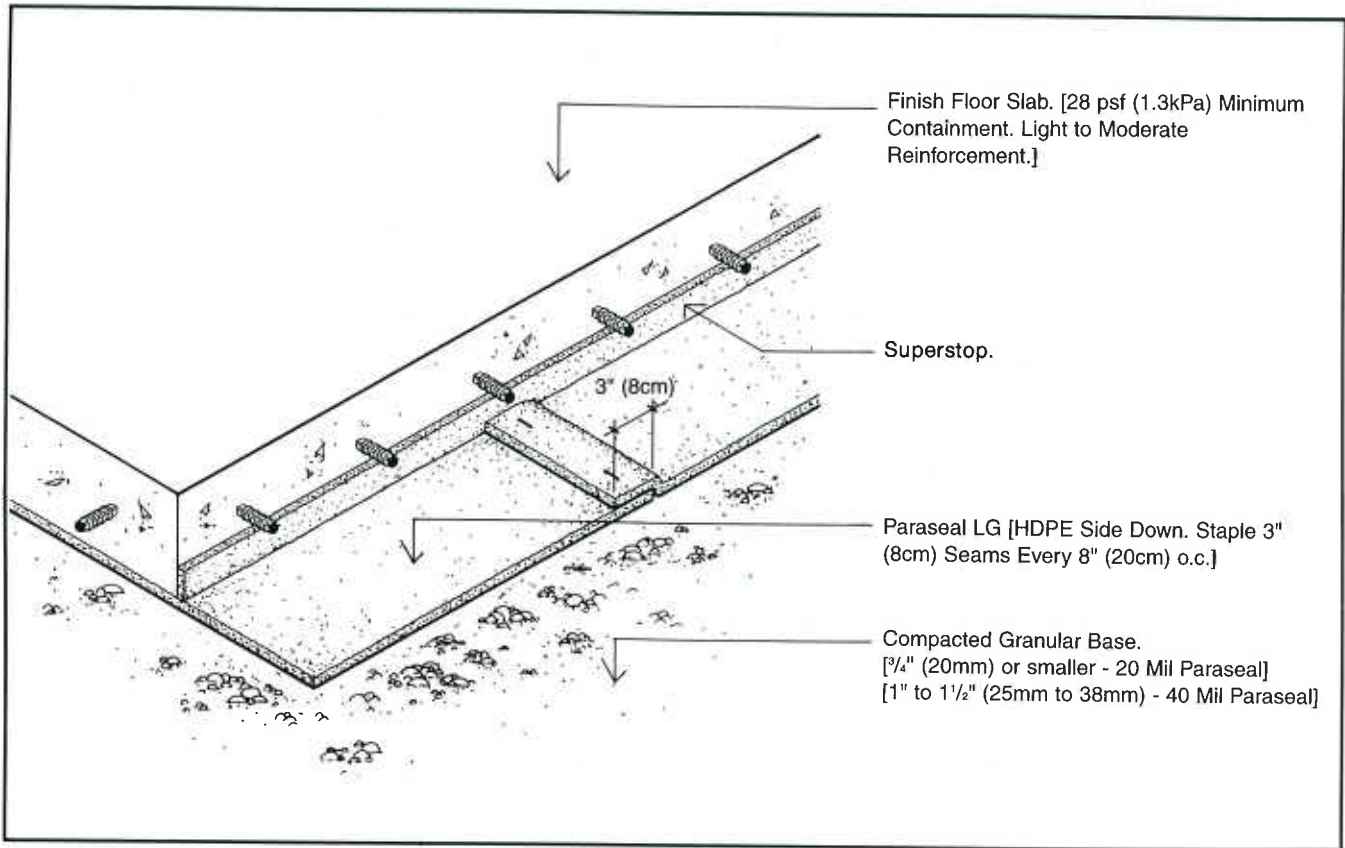 Finish Floor Slab. [28 psf (1.3kPa) Minimum
Containment. Light to Moderate
Reinforcement.]
Superstop.
3" (8cm)
Paraseal LG [HDPE Side Down. Staple 3"
(8cm) Seams Every 8" (20cm) o.c.]
Compacted Granular Base.
[3/4" (20mm) or smaller - 20 Mil Paraseal]
[1" to 1 1/2" (25mm to 38mm) - 40 Mil Paraseal]